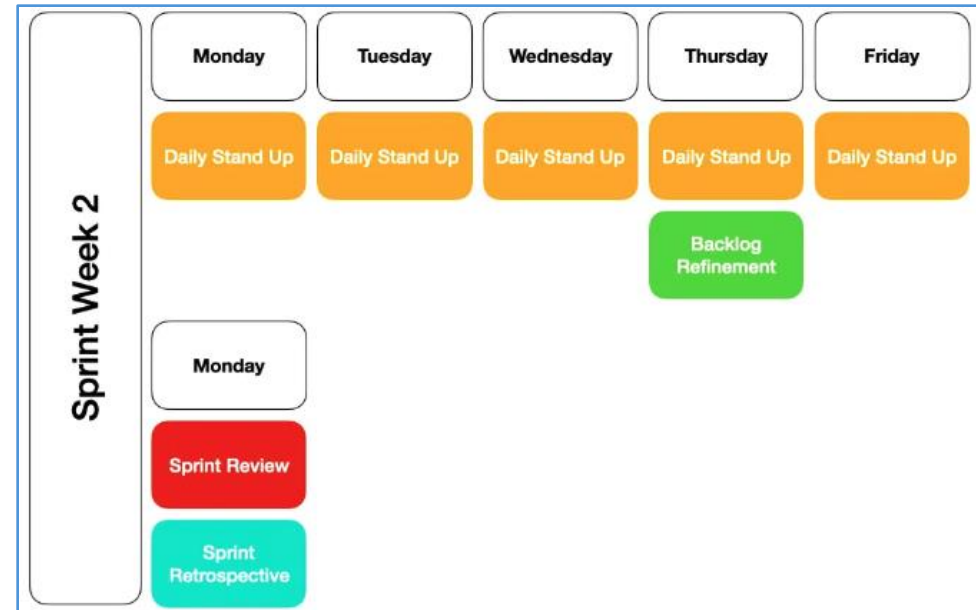 Sprint Week 2
Monday
Tuesday
Wednesday
Thursday
Friday
Daily Stand Up
Daily Stand Up
Daily Stand Up
Daily Stand Up
Daily Stand Up
Backlog
Refinement
Monday
Sprint Review
Sprint
Retrospective